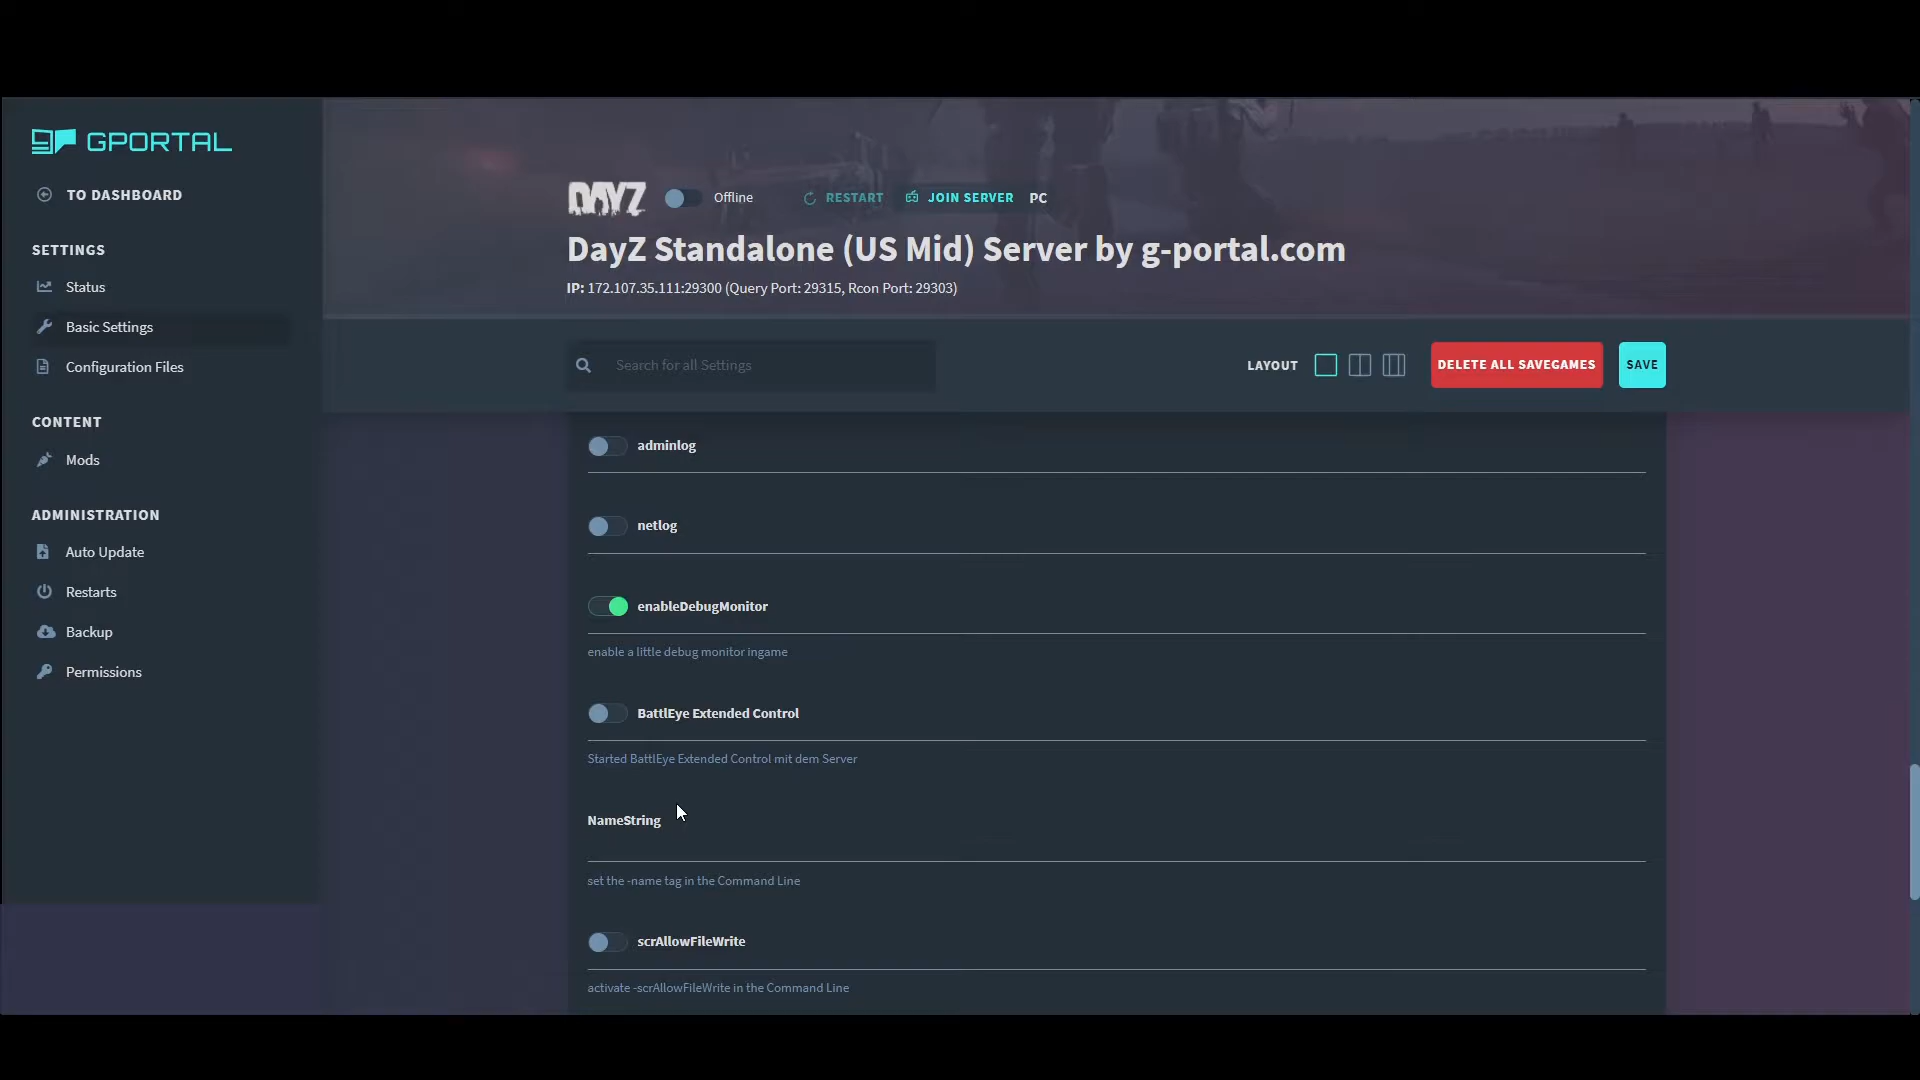 GPORTAL
TO DASHBOARD
SETTINGS
Status
Basic Settings
Configuration Files
CONTENT
Mods
ADMINISTRATION
Auto Update
Restarts
Backup
Permissions
DAYZ Offline RESTART JOIN SERVER PC
DayZ Standalone (US Mid) Server by g-portal.com
IP: 172.107.35.111:29300 (Query Port: 29315, Rcon Port: 29303)
Search for all Settings LAYOUT DELETE ALL SAVEGAMES SAVE
adminlog
netlog
enableDebugMonitor
enable a little debug monitor ingame
BattlEye Extended Control
Started BattlEye Extended Control mit dem Server
NameString
set the -name tag in the Command Line
scrAllowFileWrite
activate -scrAllowFileWrite in the Command Line